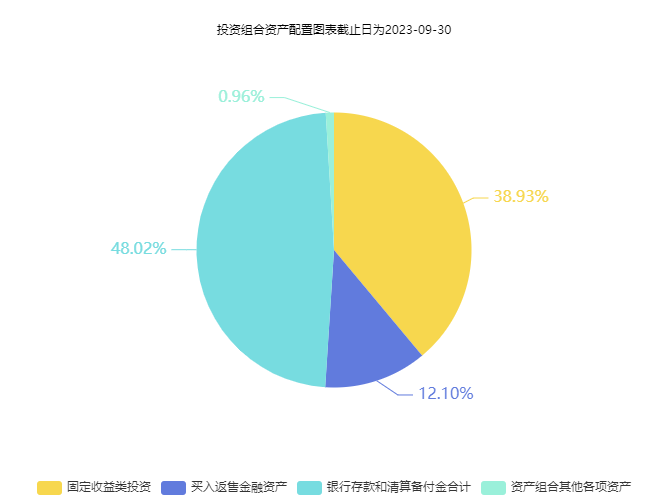 投资组合资产配置图表截止日为2023-09-30
0.96%
38.93%
48.02%
12.10%
固定收益类投资 买入返售金融资产 银行存款和清算备付金合计 资产组合其他各项资产